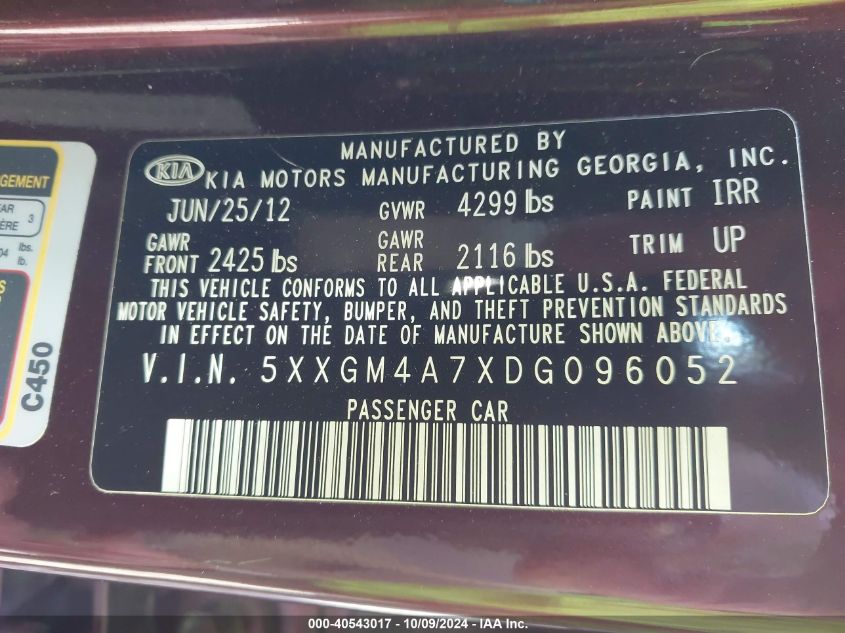 MANUFACTURED BY
KIA KIA MOTORS MANUFACTURING GEORGIA, INC.
JUN/25/12 GVWR 4299 lbs PAINT IRR
GAWR FRONT 2425 lbs GAWR REAR 2116 lbs TRIM UP
THIS VEHICLE CONFORMS TO ALL APPLICABLE U.S.A. FEDERAL
MOTOR VEHICLE SAFETY, BUMPER, AND THEFT PREVENTION STANDARDS
IN EFFECT ON THE DATE OF MANUFACTURE SHOWN ABOVE.
V.I.N. 5XXGM4A7XDG096052
PASSENGER CAR
C450
000-40543017 - 10/09/2024 - IAA Inc.